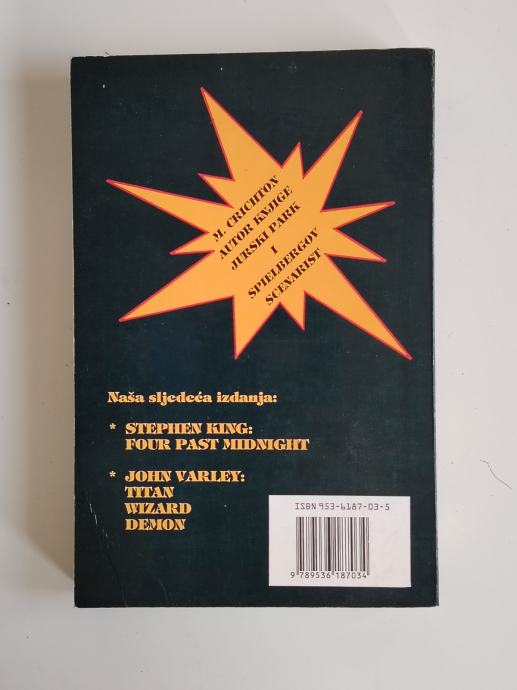 M. CRICHTON
AUTOR KNJIGE
JURSKI PARK
I
SPIELBERGOV
SCENARIST
Naša sljedeća izdanja:
* STEPHEN KING:
FOUR PAST MIDNIGHT
* JOHN VARLEY:
TITAN
WIZARD
DEMON
ISBN 953-6187-03-5
9 789536 187034